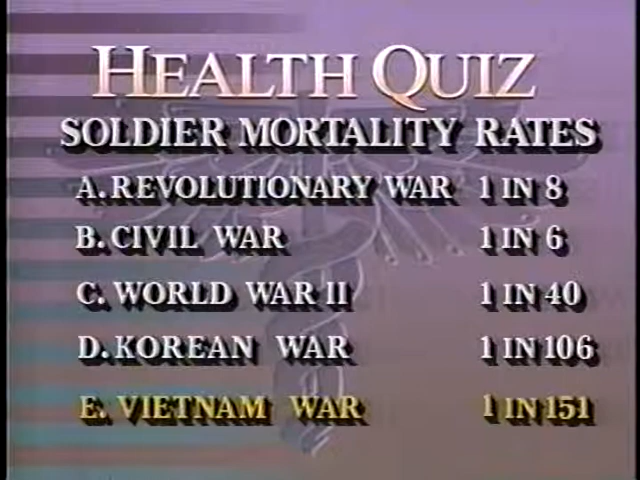 HEALTH QUIZ
SOLDIER MORTALITY RATES
A. REVOLUTIONARY WAR 1 IN 8
B. CIVIL WAR 1 IN 6
C. WORLD WAR II 1 IN 40
D. KOREAN WAR 1 IN 106
E. VIETNAM WAR 1 IN 151